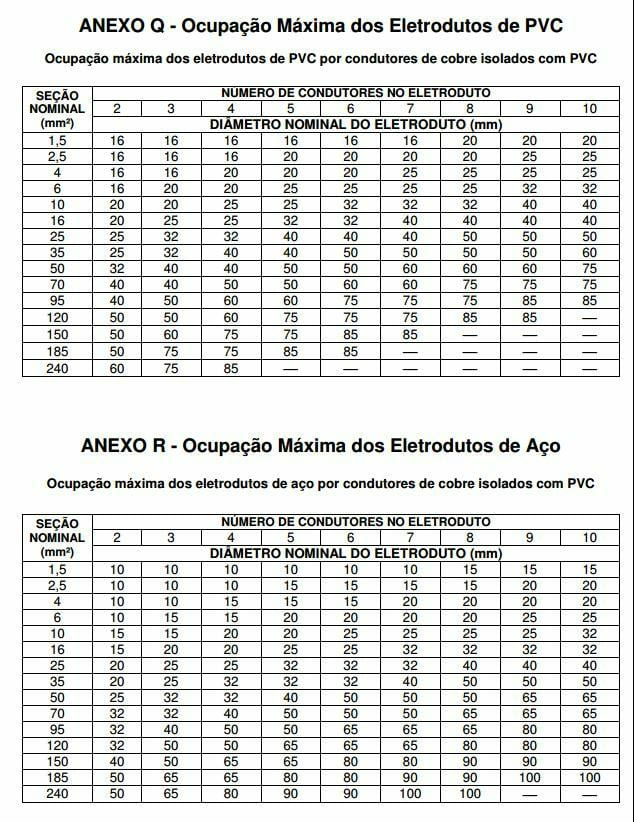 ANEXO Q - Ocupação Máxima dos Eletrodutos de PVC
Ocupação máxima dos eletrodutos de PVC por condutores de cobre isolados com PVC
SEÇÃO NOMINAL (mm²) NÚMERO DE CONDUTORES NO ELETRODUTO
2 3 4 5 6 7 8 9 10
DIÂMETRO NOMINAL DO ELETRODUTO (mm)
1,5 16 16 16 16 16 16 20 20 20
2,5 16 16 16 20 20 20 20 25 25
4 16 16 20 20 20 25 25 25 25
6 16 20 20 25 25 25 25 32 32
10 20 20 25 25 32 32 32 40 40
16 20 25 25 32 32 40 40 40 40
25 25 32 32 40 40 40 50 50 50
35 25 32 40 40 50 50 50 50 60
50 32 40 40 50 50 60 60 60 75
70 40 40 50 50 60 60 75 75 75
95 40 50 60 60 75 75 75 85 85
120 50 50 60 75 75 75 85 85 —
150 50 60 75 75 85 85 — — —
185 50 75 75 85 85 — — — —
240 60 75 85 — — — — — —
ANEXO R - Ocupação Máxima dos Eletrodutos de Aço
Ocupação máxima dos eletrodutos de aço por condutores de cobre isolados com PVC
SEÇÃO NOMINAL (mm²) NÚMERO DE CONDUTORES NO ELETRODUTO
2 3 4 5 6 7 8 9 10
DIÂMETRO NOMINAL DO ELETRODUTO (mm)
1,5 10 10 10 10 10 10 15 15 15
2,5 10 10 10 15 15 15 15 20 20
4 10 10 15 15 15 20 20 20 20
6 10 15 15 20 20 20 20 25 25
10 15 15 20 20 25 25 25 25 32
16 15 20 20 25 25 32 32 32 32
25 20 25 25 32 32 32 40 40 40
35 20 25 32 32 32 40 50 50 50
50 25 32 32 40 50 50 50 65 65
70 32 32 40 50 50 50 65 65 65
95 32 40 50 50 65 65 65 80 80
120 32 50 50 65 65 65 80 80 80
150 40 50 65 65 80 80 90 90 90
185 50 65 65 80 80 90 90 100 100
240 50 65 80 90 90 100 100 — —